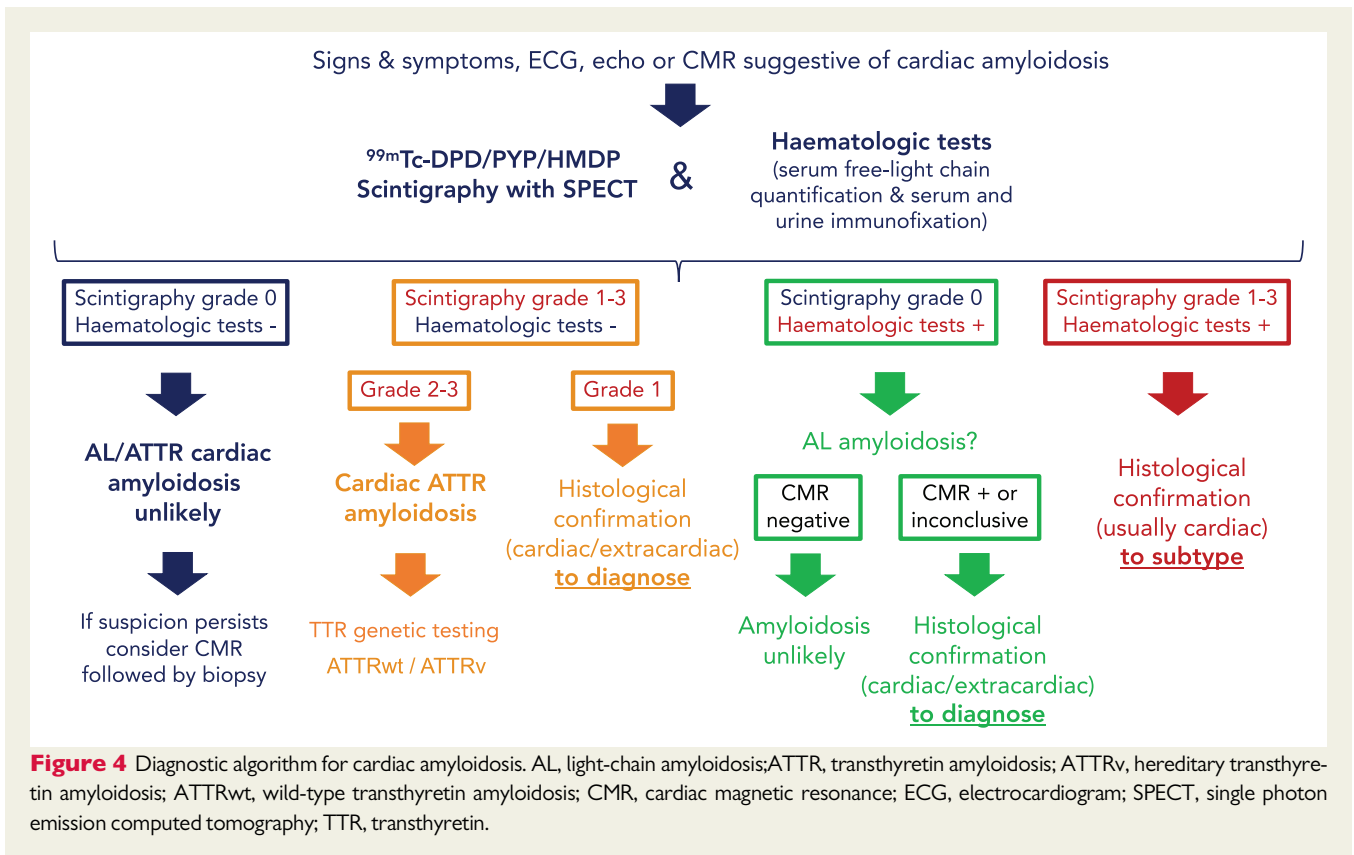 Signs & symptoms, ECG, echo or CMR suggestive of cardiac amyloidosis
99mTc-DPD/PYP/HMDP
Scintigraphy with SPECT
&
Haematologic tests
(serum free-light chain
quantification & serum and
urine immunofixation)
Scintigraphy grade 0
Haematologic tests -
AL/ATTR cardiac
amyloidosis
unlikely
If suspicion persists
consider CMR
followed by biopsy
Scintigraphy grade 1-3
Haematologic tests -
Grade 2-3
Cardiac ATTR
amyloidosis
TTR genetic testing
ATTRwt / ATTRv
Grade 1
Histological
confirmation
(cardiac/extracardiac)
to diagnose
Scintigraphy grade 0
Haematologic tests +
AL amyloidosis?
CMR
negative
Amyloidosis
unlikely
CMR + or
inconclusive
Histological
confirmation
(cardiac/extracardiac)
to diagnose
Scintigraphy grade 1-3
Haematologic tests +
Histological
confirmation
(usually cardiac)
to subtype
Figure 4 Diagnostic algorithm for cardiac amyloidosis. AL, light-chain amyloidosis;ATTR, transthyretin amyloidosis; ATTRv, hereditary transthyre-
tin amyloidosis; ATTRwt, wild-type transthyretin amyloidosis; CMR, cardiac magnetic resonance; ECG, electrocardiogram; SPECT, single photon
emission computed tomography; TTR, transthyretin.